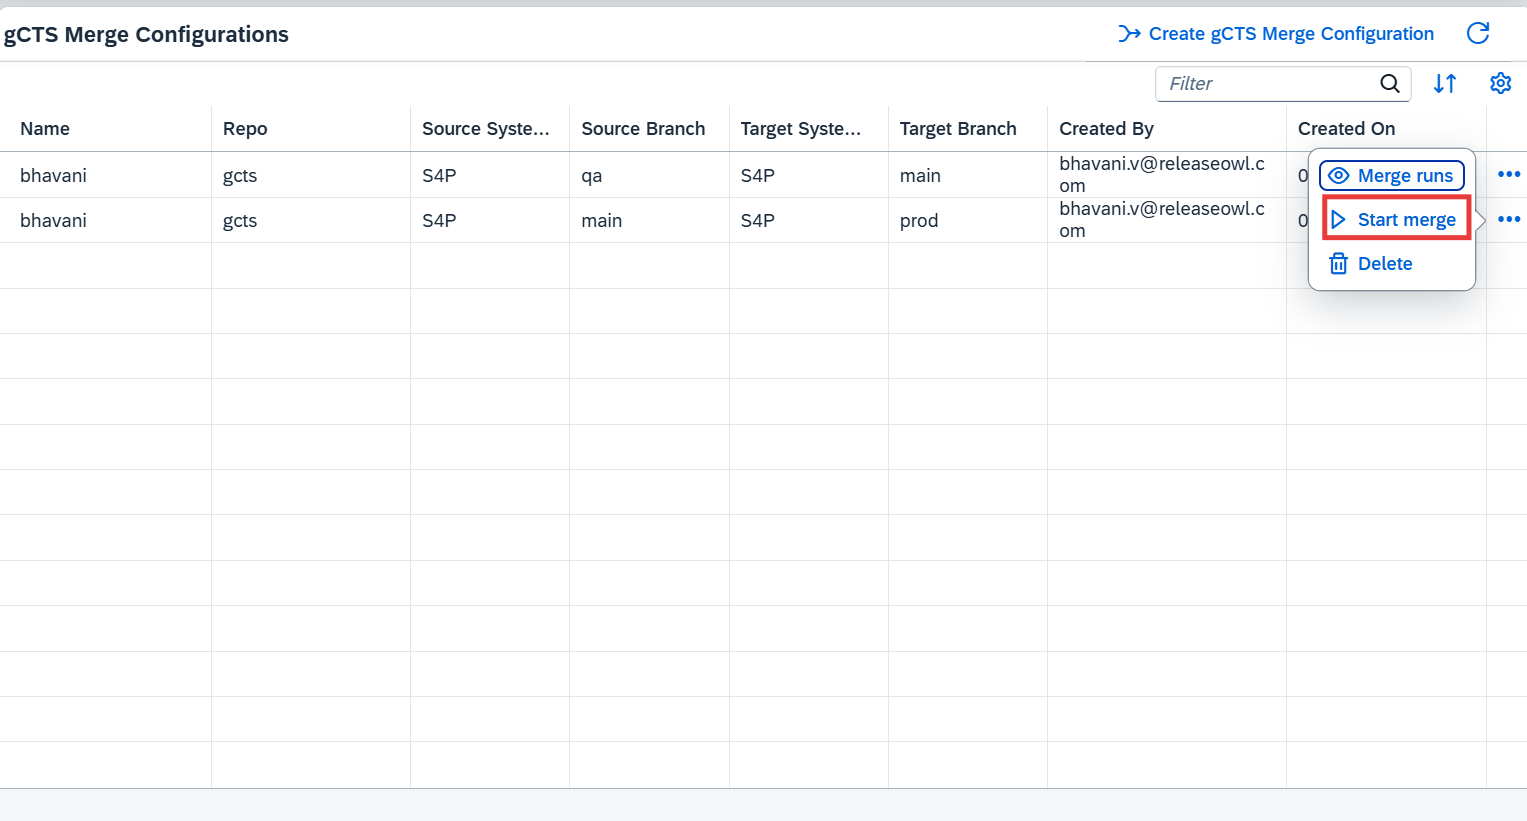 gCTS Merge Configurations
Create gCTS Merge Configuration
Filter
Name Repo Source Syste... Source Branch Target Syste... Target Branch Created By Created On
bhavani gcts S4P qa S4P main bhavani.v@releaseowl.c
om
0
Merge runs
bhavani gcts S4P main S4P prod bhavani.v@releaseowl.c
om
0
Start merge
Delete